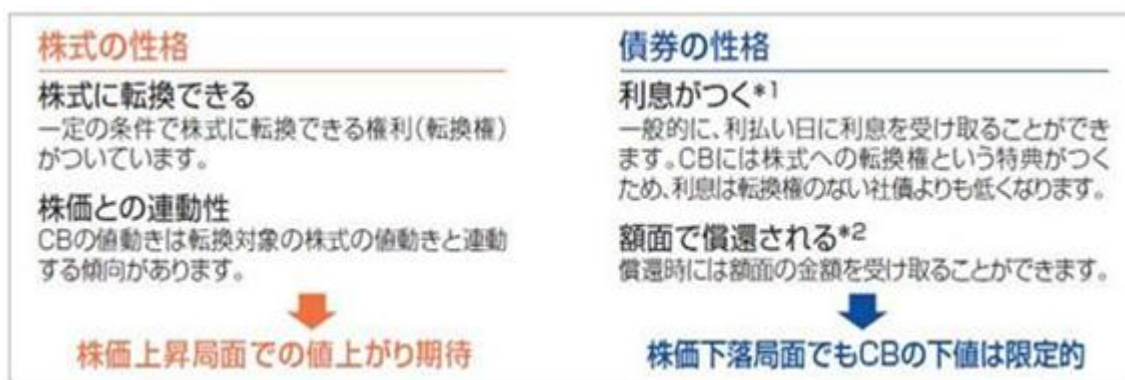 株式の性格
株式に転換できる
一定の条件で株式に転換できる権利(転換権)
がついています。
株価との連動性
CBの値動きは転換対象の株式の値動きと連動
する傾向があります。
株価上昇局面での値上がり期待
債券の性格
利息がつく*1
一般的に、利払い日に利息を受け取ることができ
ます。CBには株式への転換権という特典がつく
ため、利息は転換権のない社債よりも低くなります。
額面で償還される*2
償還時には額面の金額を受け取ることができます。
株価下落局面でもCBの下値は限定的